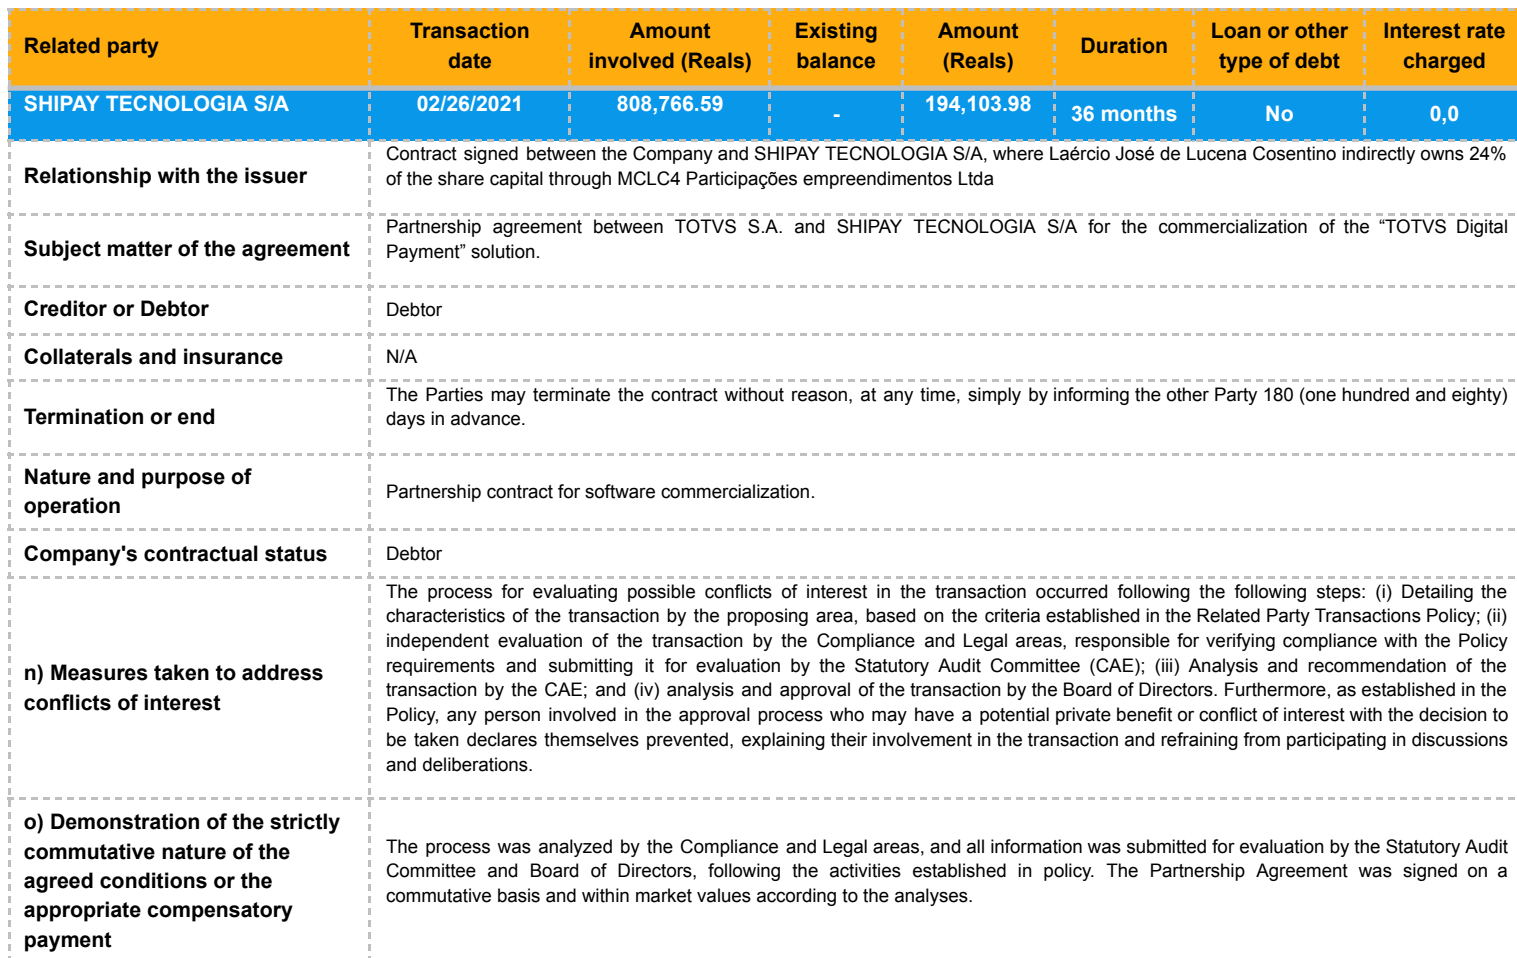 Related party
Transaction date
Amount involved (Reals)
Existing balance
Amount (Reals)
Duration
Loan or other type of debt
Interest rate charged
SHIPAY TECNOLOGIA S/A
02/26/2021
808,766.59
-
194,103.98
36 months
No
0,0
Relationship with the issuer
Contract signed between the Company and SHIPAY TECNOLOGIA S/A, where Laércio José de Lucena Cosentino indirectly owns 24%
of the share capital through MCLC4 Participações empreendimentos Ltda
Subject matter of the agreement
Partnership agreement between TOTVS S.A. and SHIPAY TECNOLOGIA S/A for the commercialization of the “TOTVS Digital
Payment” solution.
Creditor or Debtor
Debtor
Collaterals and insurance
N/A
Termination or end
The Parties may terminate the contract without reason, at any time, simply by informing the other Party 180 (one hundred and eighty)
days in advance.
Nature and purpose of
operation
Partnership contract for software commercialization.
Company's contractual status
Debtor
n) Measures taken to address
conflicts of interest
The process for evaluating possible conflicts of interest in the transaction occurred following the following steps: (i) Detailing the
characteristics of the transaction by the proposing area, based on the criteria established in the Related Party Transactions Policy; (ii)
independent evaluation of the transaction by the Compliance and Legal areas, responsible for verifying compliance with the Policy
requirements and submitting it for evaluation by the Statutory Audit Committee (CAE); (iii) Analysis and recommendation of the
transaction by the CAE; and (iv) analysis and approval of the transaction by the Board of Directors. Furthermore, as established in the
Policy, any person involved in the approval process who may have a potential private benefit or conflict of interest with the decision to
be taken declares themselves prevented, explaining their involvement in the transaction and refraining from participating in discussions
and deliberations.
o) Demonstration of the strictly
commutative nature of the
agreed conditions or the
appropriate compensatory
payment
The process was analyzed by the Compliance and Legal areas, and all information was submitted for evaluation by the Statutory Audit
Committee and Board of Directors, following the activities established in policy. The Partnership Agreement was signed on a
commutative basis and within market values according to the analyses.